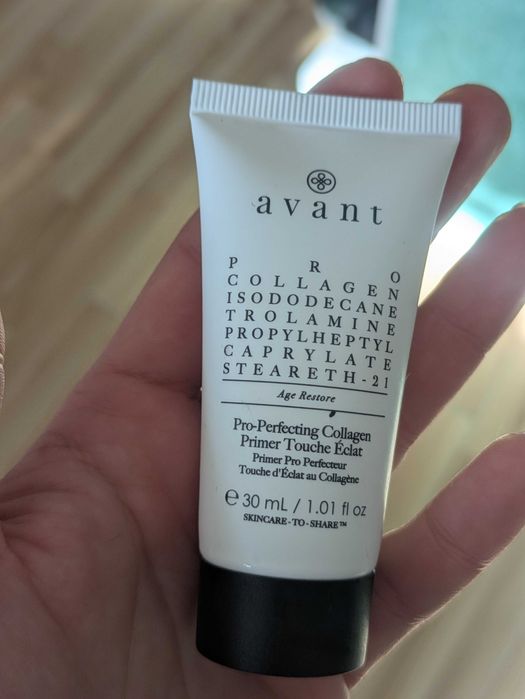 avant
PRO
COLLAGEN
ISODODECANE
TROLAMINE
PROPYLHEPTYL
CAPRYLATE
STEARETH-21
Age Restore
Pro-Perfecting Collagen
Primer Touche Éclat
Primer Pro Perfecteur
Touche d'Éclat au Collagène
℮ 30 mL / 1.01 fl oz
SKINCARE-TO-SHARE™